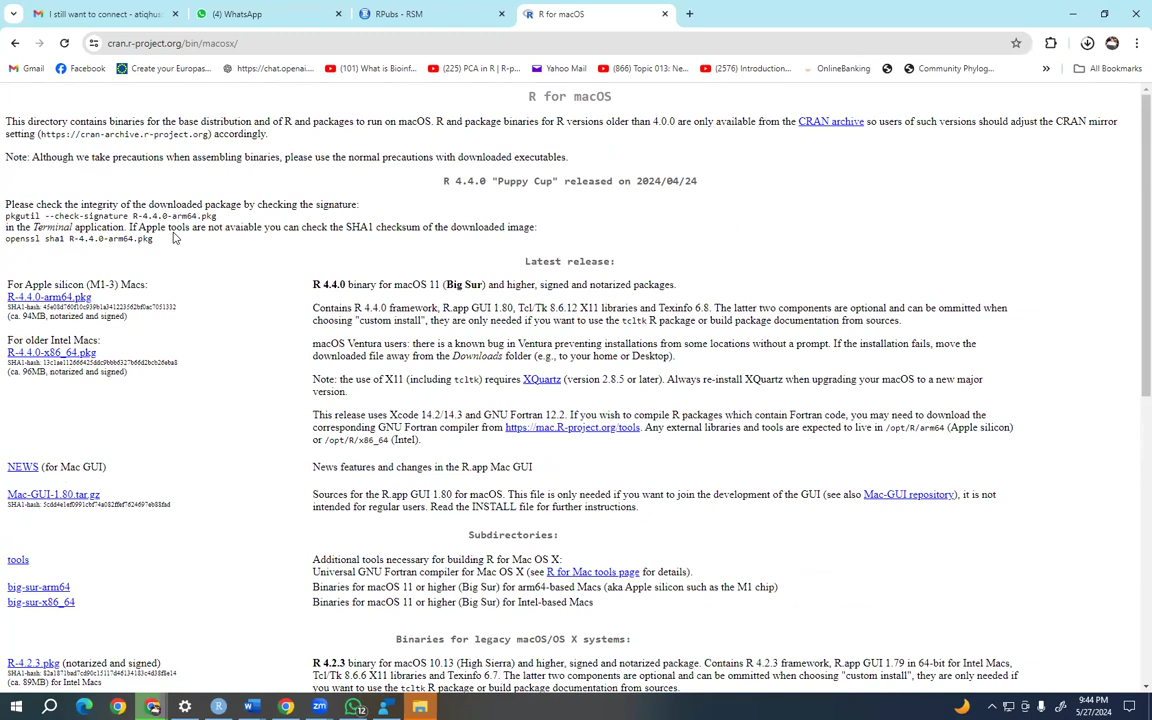 I still want to connect - atiqhus
(4) WhatsApp
RPubs - RSM
R for macOS
cran.r-project.org/bin/macosx/
Gmail
Facebook
Create your Europas...
https://chat.openai....
(101) What is Bioinf...
(225) PCA in R | R-p...
Yahoo Mail
(866) Topic 013: Ne...
(2576) Introduction...
OnlineBanking
Community Phylog...
All Bookmarks
R for macOS
This directory contains binaries for the base distribution and of R and packages to run on macOS. R and package binaries for R versions older than 4.0.0 are only available from the CRAN archive so users of such versions should adjust the CRAN mirror
setting (https://cran-archive.r-project.org) accordingly.
Note: Although we take precautions when assembling binaries, please use the normal precautions with downloaded executables.
R 4.4.0 "Puppy Cup" released on 2024/04/24
Please check the integrity of the downloaded package by checking the signature:
pkgutil --check-signature R-4.4.0-arm64.pkg
in the Terminal application. If Apple tools are not avaiable you can check the SHA1 checksum of the downloaded image:
openssl sha1 R-4.4.0-arm64.pkg
Latest release:
For Apple silicon (M1-3) Macs:
R-4.4.0-arm64.pkg
(ca. 94MB, notarized and signed)
For older Intel Macs:
R-4.4.0-x86_64.pkg
(ca. 96MB, notarized and signed)
R 4.4.0 binary for macOS 11 (Big Sur) and higher, signed and notarized packages.
Contains R 4.4.0 framework, R.app GUI 1.80, Tcl/Tk 8.6.12 X11 libraries and Texinfo 6.8. The latter two components are optional and can be ommitted when
choosing "custom install", they are only needed if you want to use the tcltk R package or build package documentation from sources.
macOS Ventura users: there is a known bug in Ventura preventing installations from some locations without a prompt. If the installation fails, move the
downloaded file away from the Downloads folder (e.g., to your home or Desktop).
Note: the use of X11 (including tcltk) requires XQuartz (version 2.8.5 or later). Always re-install XQuartz when upgrading your macOS to a new major
version.
This release uses Xcode 14.2/14.3 and GNU Fortran 12.2. If you wish to compile R packages which contain Fortran code, you may need to download the
corresponding GNU Fortran compiler from https://mac.R-project.org/tools. Any external libraries and tools are expected to live in /opt/R/arm64 (Apple silicon)
or /opt/R/x86_64 (Intel).
NEWS (for Mac GUI)
News features and changes in the R.app Mac GUI
Mac-GUI-1.80.tar.gz
Sources for the R.app GUI 1.80 for macOS. This file is only needed if you want to join the development of the GUI (see also Mac-GUI repository), it is not
intended for regular users. Read the INSTALL file for further instructions.
Subdirectories:
tools
Additional tools necessary for building R for Mac OS X:
Universal GNU Fortran compiler for Mac OS X (see R for Mac tools page for details).
big-sur-arm64
Binaries for macOS 11 or higher (Big Sur) for arm64-based Macs (aka Apple silicon such as the M1 chip)
big-sur-x86_64
Binaries for macOS 11 or higher (Big Sur) for Intel-based Macs
Binaries for legacy macOS/OS X systems:
R-4.2.3.pkg (notarized and signed)
(ca. 89MB) for Intel Macs
R 4.2.3 binary for macOS 10.13 (High Sierra) and higher, signed and notarized package. Contains R 4.2.3 framework, R.app GUI 1.79 in 64-bit for Intel Macs,
Tcl/Tk 8.6.6 X11 libraries and Texinfo 6.7. The latter two components are optional and can be ommitted when choosing "custom install", they are only needed if
you want to use the tcltk R package or build package documentation from sources.
12
9:44 PM
5/27/2024